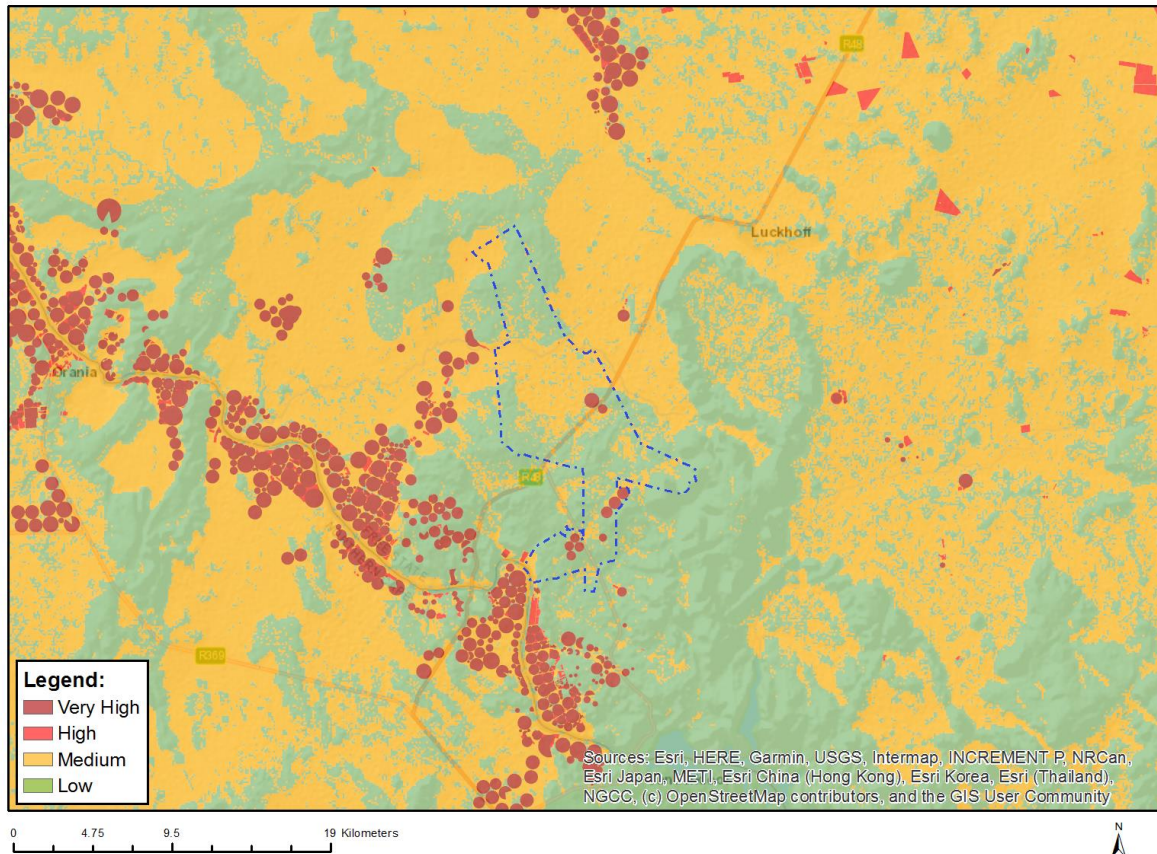 R48
Luckhoff
Orania
R48
R369
Legend:
Very High
High
Medium
Low
Sources: Esri, HERE, Garmin, USGS, Intermap, INCREMENT P, NRCan,
Esri Japan, METI, Esri China (Hong Kong), Esri Korea, Esri (Thailand),
NGCC, (c) OpenStreetMap contributors, and the GIS User Community
0 4.75 9.5 19 Kilometers
N